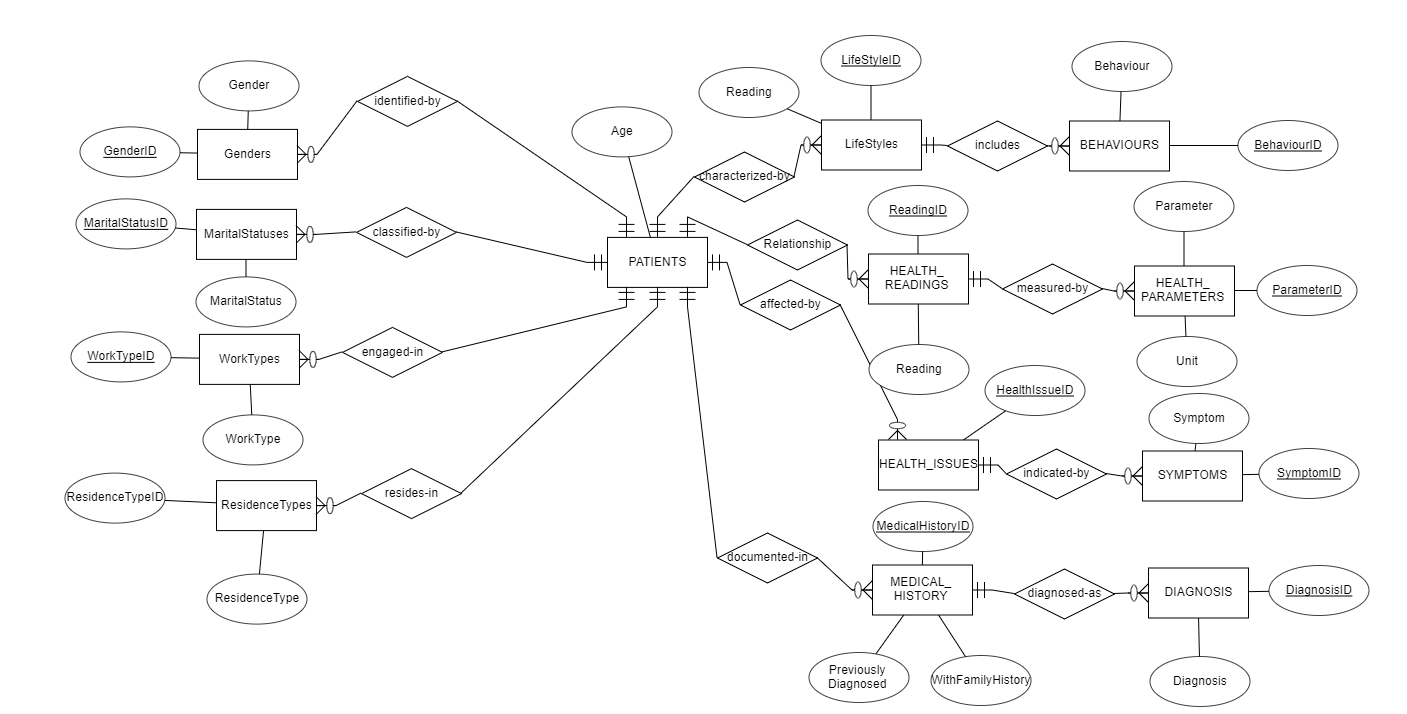 Gender
identified-by
GenderID
Genders
MaritalStatusID
MaritalStatuses
classified-by
MaritalStatus
WorkTypeID
WorkTypes
engaged-in
WorkType
ResidenceTypeID
ResidenceTypes
resides-in
ResidenceType
Age
PATIENTS
LifeStyleID
Reading
LifeStyles
characterized-by
includes
Behaviour
BEHAVIOURS
BehaviourID
ReadingID
Relationship
HEALTH_
READINGS
measured-by
Parameter
HEALTH_
PARAMETERS
ParameterID
Unit
affected-by
Reading
HealthIssueID
HEALTH_ISSUES
indicated-by
Symptom
SYMPTOMS
SymptomID
MedicalHistoryID
documented-in
MEDICAL_
HISTORY
diagnosed-as
DIAGNOSIS
DiagnosisID
Previously
Diagnosed
WithFamilyHistory
Diagnosis